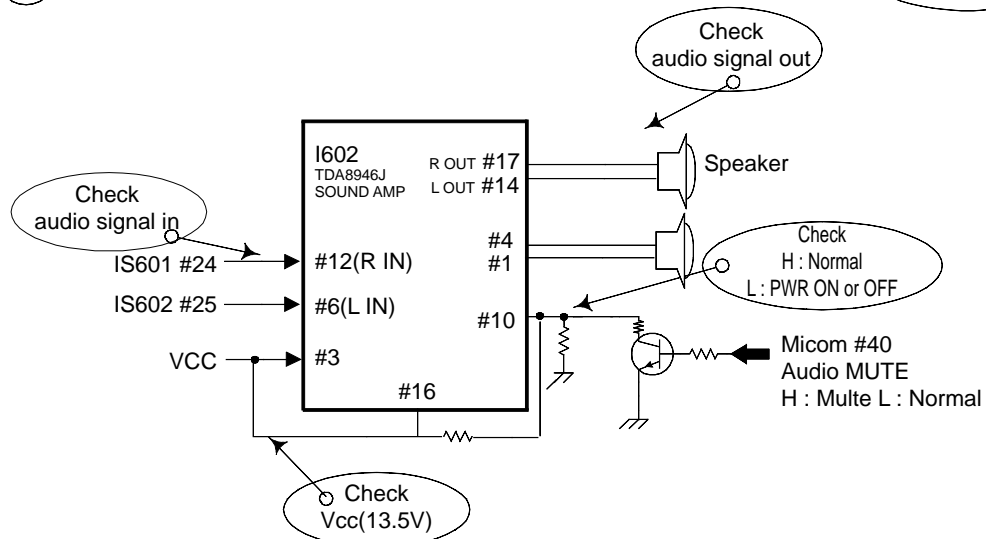 Check
audio signal out
I602
TDA8946J
SOUND AMP
R OUT #17
L OUT #14
Speaker
Check
audio signal in
IS601 #24
#12(R IN)
#4
#1
Check
H : Normal
L : PWR ON or OFF
IS602 #25
#6(L IN)
#10
VCC
#3
#16
Micom #40
Audio MUTE
H : Multe L : Normal
Check
Vcc(13.5V)